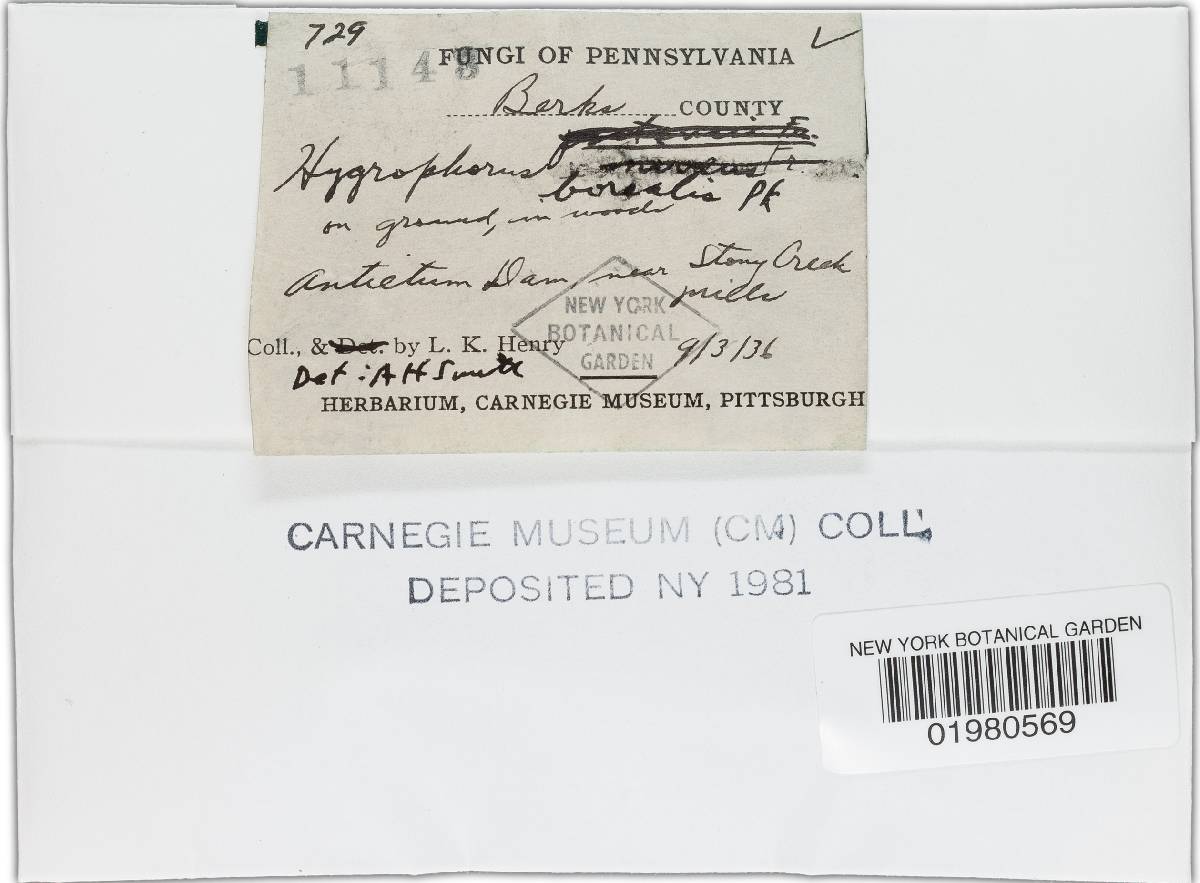 729
11148
FUNGI OF PENNSYLVANIA
Berks COUNTY
Hygrophorus niveus Fr.
borealis Pk
on ground, in woods
Antietum Dam near Stony Creek
mills
NEW YORK
BOTANICAL
GARDEN
Coll., & Det. by L. K. Henry 9/3/36
Det: A H Smith
HERBARIUM, CARNEGIE MUSEUM, PITTSBURGH
CARNEGIE MUSEUM (CM) COLL.
DEPOSITED NY 1981
NEW YORK BOTANICAL GARDEN
01980569